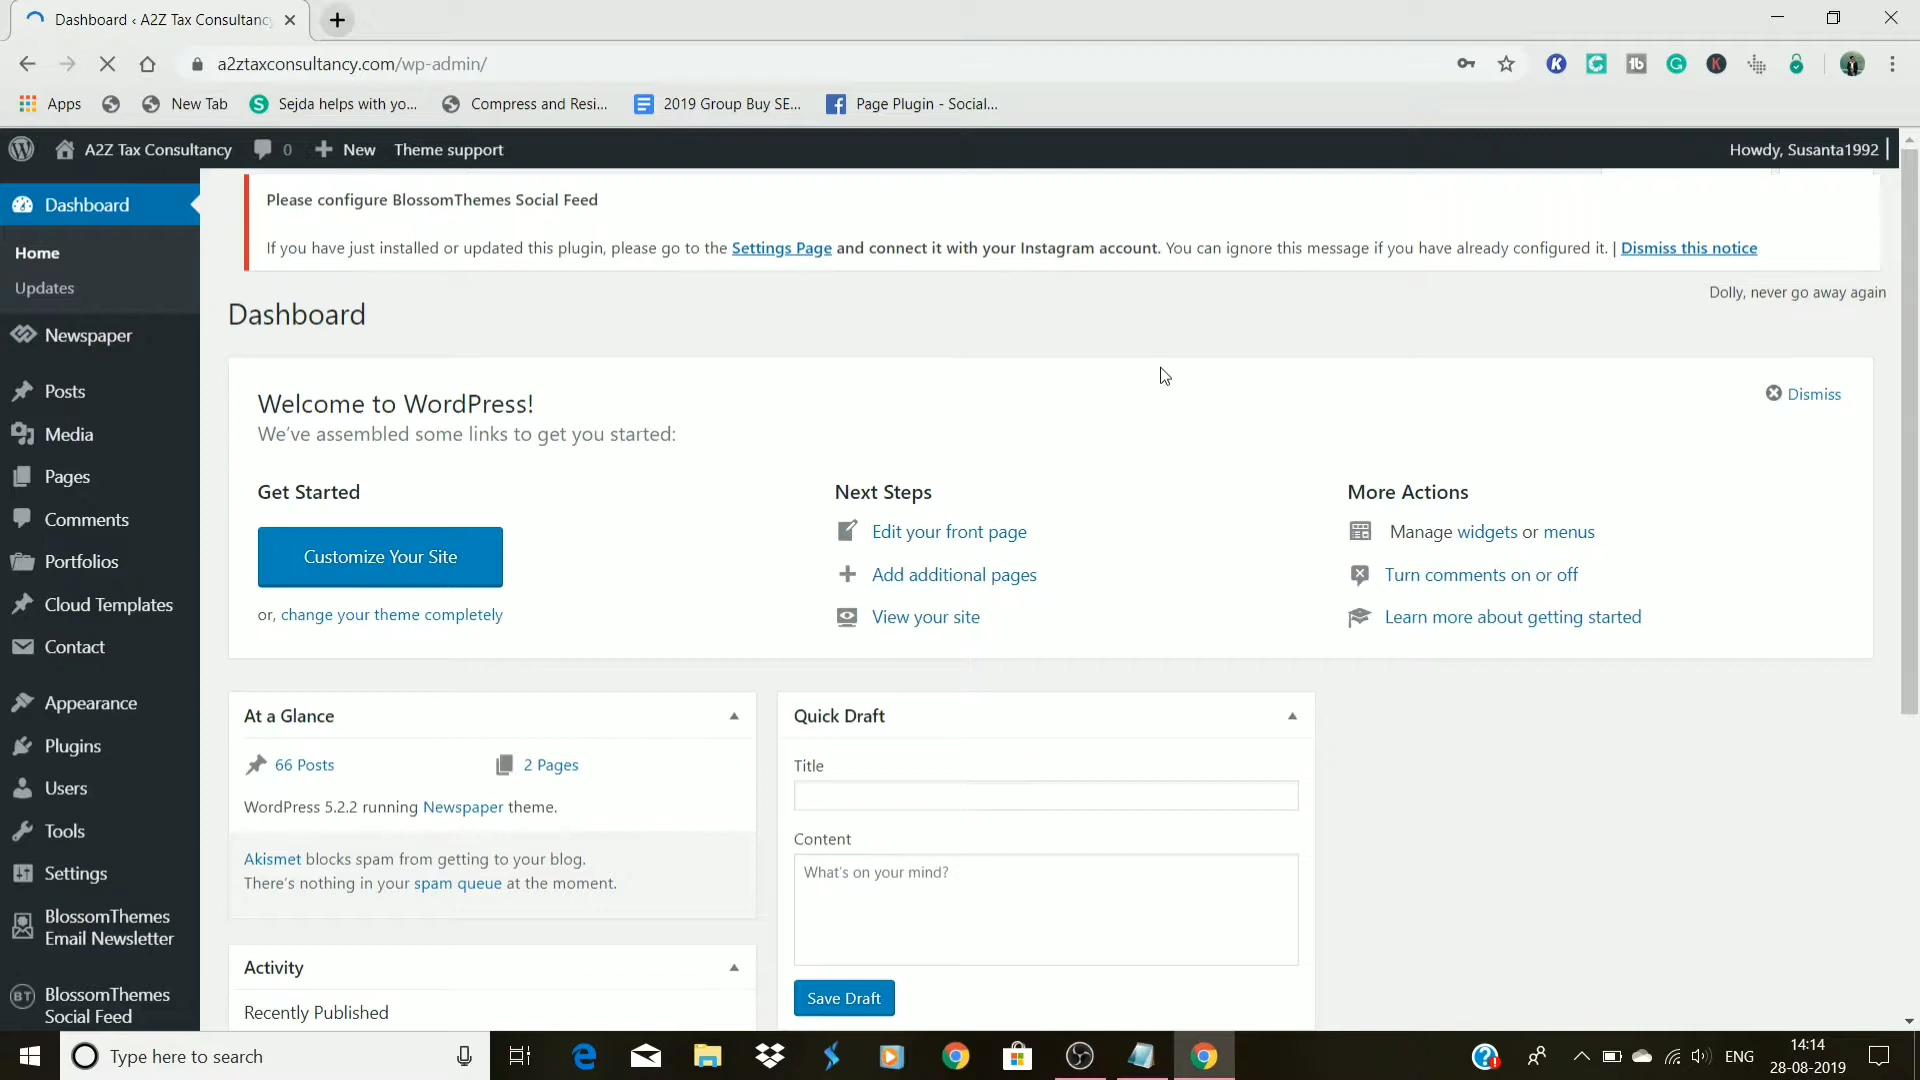 Dashboard ‹ A2Z Tax Consultanc
a2ztaxconsultancy.com/wp-admin/
Apps
New Tab
Sejda helps with yo...
Compress and Resi...
2019 Group Buy SE...
Page Plugin - Social...
A2Z Tax Consultancy
0
New
Theme support
Howdy, Susanta1992
Dashboard
Home
Updates
Newspaper
Posts
Media
Pages
Comments
Portfolios
Cloud Templates
Contact
Appearance
Plugins
Users
Tools
Settings
BlossomThemes
Email Newsletter
BT
BlossomThemes
Social Feed
Please configure BlossomThemes Social Feed
If you have just installed or updated this plugin, please go to the Settings Page and connect it with your Instagram account. You can ignore this message if you have already configured it. | Dismiss this notice
Dolly, never go away again
Dashboard
Welcome to WordPress!
We've assembled some links to get you started:
Dismiss
Get Started
Customize Your Site
or, change your theme completely
Next Steps
Edit your front page
Add additional pages
View your site
More Actions
Manage widgets or menus
Turn comments on or off
Learn more about getting started
At a Glance
66 Posts
2 Pages
WordPress 5.2.2 running Newspaper theme.
Akismet blocks spam from getting to your blog.
There's nothing in your spam queue at the moment.
Activity
Recently Published
Quick Draft
Title
Content
What's on your mind?
Save Draft
Type here to search
ENG
14:14
28-08-2019